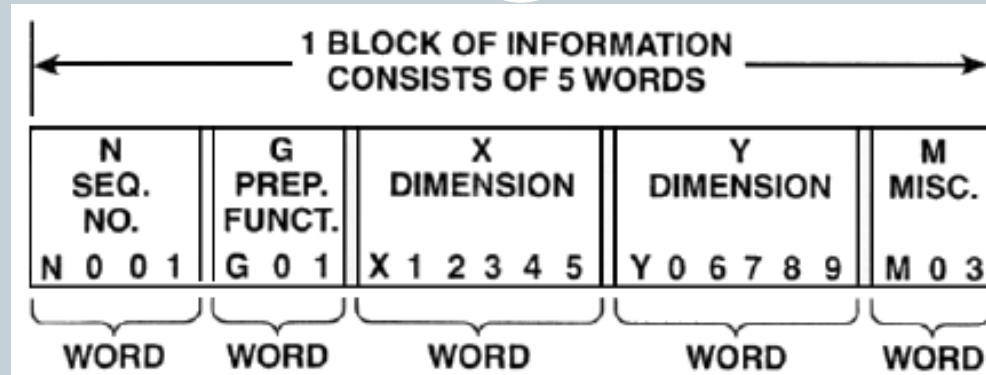 1 BLOCK OF INFORMATION
CONSISTS OF 5 WORDS
N
SEQ.
NO.
N 0 0 1
G
PREP.
FUNCT.
G 0 1
X
DIMENSION
X 1 2 3 4 5
Y
DIMENSION
Y 0 6 7 8 9
M
MISC.
M 0 3
WORD WORD WORD WORD WORD